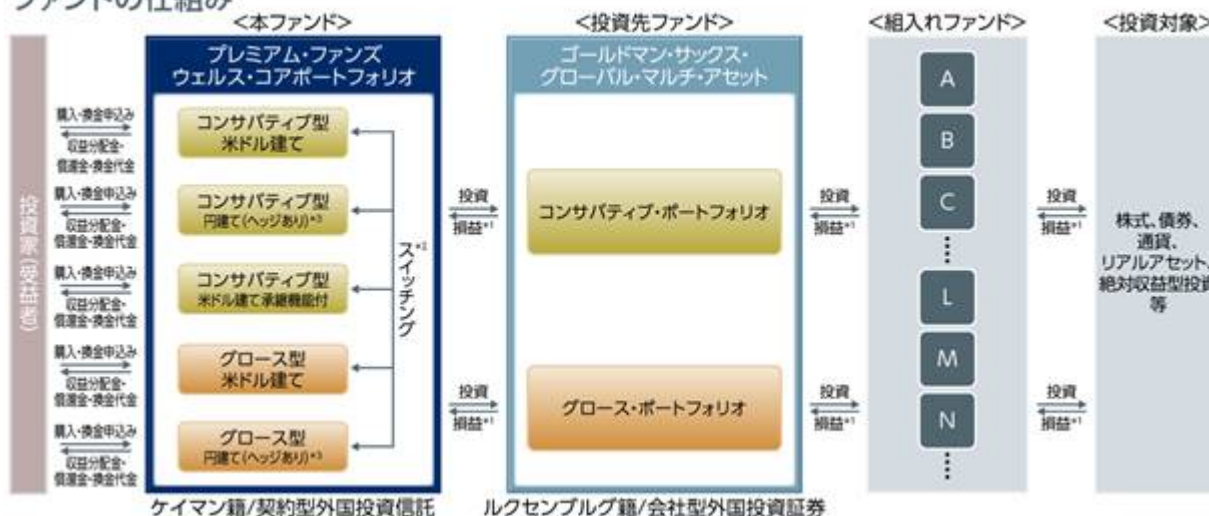 ファンドの仕組み
<本ファンド>
<投資先ファンド>
<組入れファンド>
<投資対象>
プレミアム・ファンズ
ウェルス・コアポートフォリオ
ゴールドマン・サックス・
グローバル・マルチ・アセット
投資家(受益者)
購入・換金申込み
収益分配金・
償還金・換金代金
購入・換金申込み
収益分配金・
償還金・換金代金
購入・換金申込み
収益分配金・
償還金・換金代金
購入・換金申込み
収益分配金・
償還金・換金代金
購入・換金申込み
収益分配金・
償還金・換金代金
コンサバティブ型
米ドル建て
コンサバティブ型
円建て(ヘッジあり)*3
コンサバティブ型
米ドル建て承継機能付
グロース型
米ドル建て
グロース型
円建て(ヘッジあり)*3
スイッチング*2
投資
損益*1
投資
損益*1
コンサバティブ・ポートフォリオ
グロース・ポートフォリオ
投資
損益*1
投資
損益*1
A
B
C
L
M
N
投資
損益*1
投資
損益*1
株式、債券、
通貨、
リアルアセット、
絶対収益型投資
等
ケイマン籍/契約型外国投資信託
ルクセンブルグ籍/会社型外国投資証券